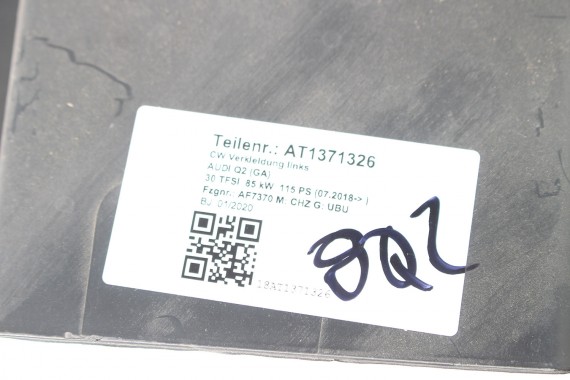 Teilenr.: AT1371326
CW Verkleidung links
AUDI Q2 (GA)
30 TFSI 85 kW 115 PS (07.2018-> )
Fzgnr.: AF7370 M: CHZ G: UBU
BJ: 01/2020
18AT1371326
8Q2